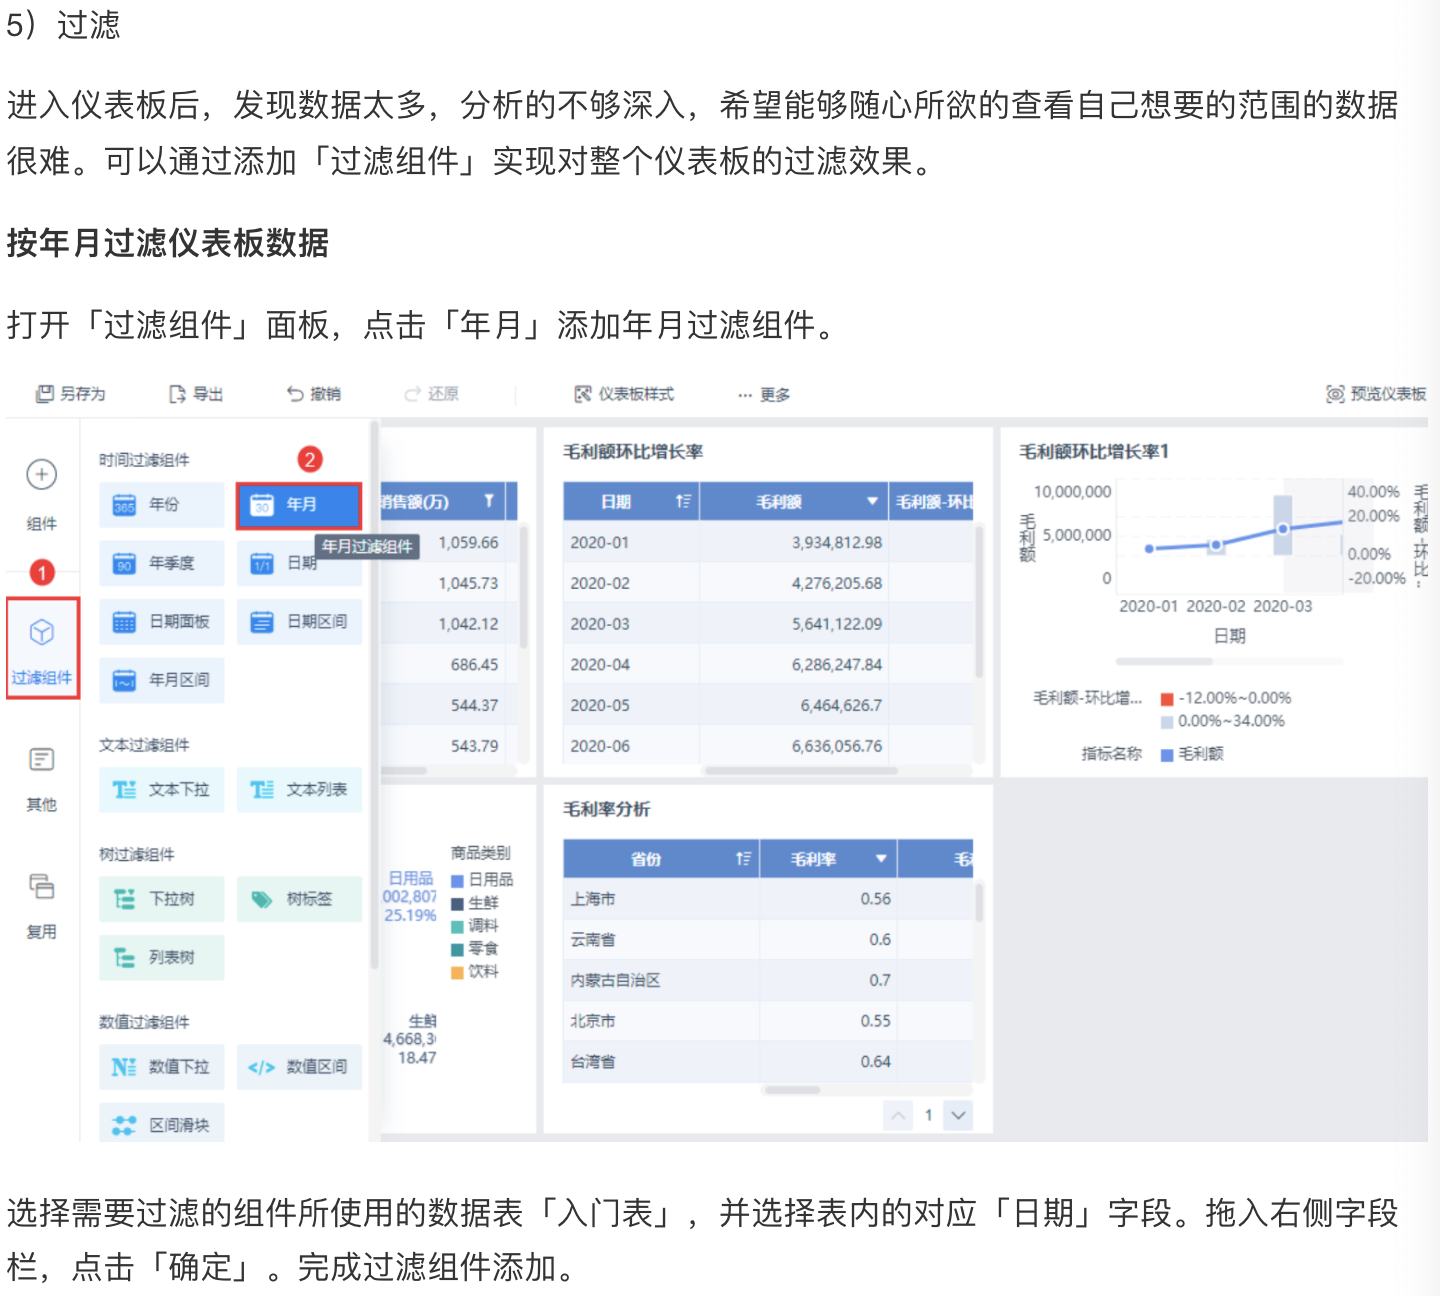 5）过滤
进入仪表板后，发现数据太多，分析的不够深入，希望能够随心所欲的查看自己想要的范围的数据
很难。可以通过添加「过滤组件」实现对整个仪表板的过滤效果。
按年月过滤仪表板数据
打开「过滤组件」面板，点击「年月」添加年月过滤组件。
另存为 导出 撤销 还原 仪表板样式 ··· 更多 预览仪表板
组件
1
过滤组件
其他
复用
时间过滤组件
2
365 年份 30 年月
年月过滤组件
90 年季度 1/1 日期
日期面板 日期区间
年月区间
文本过滤组件
文本下拉 文本列表
树过滤组件
下拉树 树标签
列表树
数值过滤组件
数值下拉 数值区间
区间滑块
销售额(万)
1,059.66
1,045.73
1,042.12
686.45
544.37
543.79
毛利额环比增长率
日期 毛利额 毛利额-环比
2020-01 3,934,812.98
2020-02 4,276,205.68
2020-03 5,641,122.09
2020-04 6,286,247.84
2020-05 6,464,626.7
2020-06 6,636,056.76
毛利额环比增长率1
毛利额
10,000,000
5,000,000
0
40.00%
20.00%
0.00%
-20.00%
毛利额-环比..
2020-01 2020-02 2020-03
日期
毛利额-环比增... -12.00%~0.00%
0.00%~34.00%
指标名称 毛利额
日用品
002,807
25.19%
生鲜
4,668,3
18.47
商品类别
日用品
生鲜
调料
零食
饮料
毛利率分析
省份 毛利率 毛利
上海市 0.56
云南省 0.6
内蒙古自治区 0.7
北京市 0.55
台湾省 0.64
1
选择需要过滤的组件所使用的数据表「入门表」，并选择表内的对应「日期」字段。拖入右侧字段
栏，点击「确定」。完成过滤组件添加。